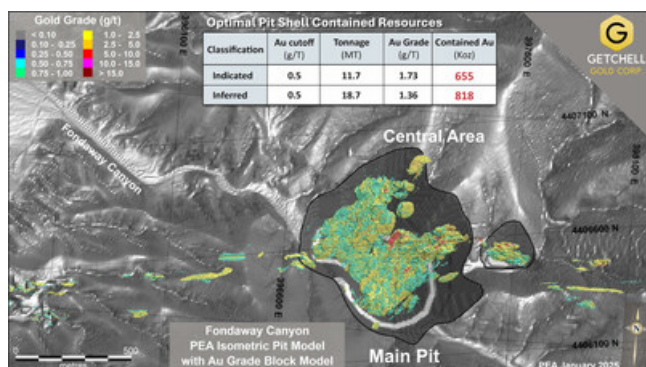 Gold Grade (g/t)
< 0.10
0.10 - 0.25
0.25 - 0.50
0.50 - 0.75
0.75 - 1.00
1.0 - 2.5
2.5 - 5.0
5.0 - 10.0
10.0 - 15.0
> 15.0
Optimal Pit Shell Contained Resources
Classification Au cutoff (g/T) Tonnage (MT) Au Grade (g/T) Contained Au (Koz)
Indicated 0.5 11.7 1.73 655
Inferred 0.5 18.7 1.36 818
GETCHELL
GOLD CORP.
4407100 N
Central Area
Fondaway Canyon
4406600 N
Fondaway Canyon
PEA Isometric Pit Model
with Au Grade Block Model
Main Pit
4406100 N
0 500
metres
N
PEA January 2025